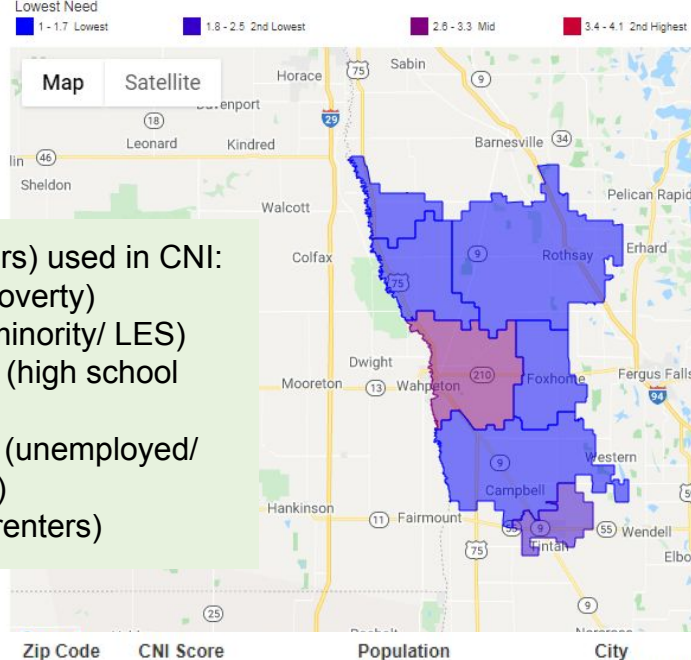 Lowest Need
1 - 1.7 Lowest
1.8 - 2.5 2nd Lowest
2.6 - 3.3 Mid
3.4 - 4.1 2nd Highest
Map
Satellite
Horace
75
Sabin
9
29
18
Leonard
Kindred
Barnesville
34
46
Sheldon
Pelican Rapid
Walcott
Erhard
Colfax
9
Rothsay
75
ers) used in CNI:
overty)
minority/ LES)
(high school
(unemployed/
)
renters)
Dwight
Mooreton
13
Wahpeton
210
Foxhome
Fergus Falls
94
9
Western
Campbell
Hankinson
11
Fairmount
55
9
55
Wendell
75
Tintah
Elbo
25
9
Zip Code
CNI Score
Population
City